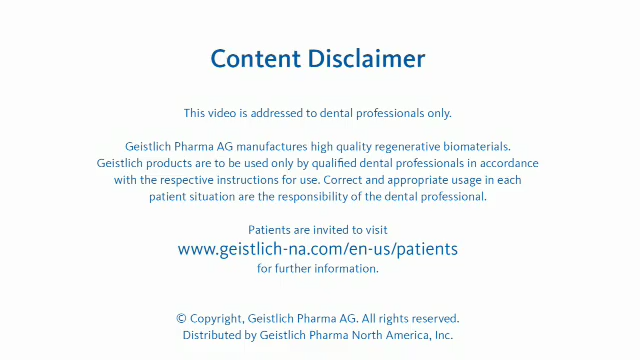 Content Disclaimer
This video is addressed to dental professionals only.
Geistlich Pharma AG manufactures high quality regenerative biomaterials.
Geistlich products are to be used only by qualified dental professionals in accordance
with the respective instructions for use. Correct and appropriate usage in each
patient situation are the responsibility of the dental professional.
Patients are invited to visit
www.geistlich-na.com/en-us/patients
for further information.
© Copyright, Geistlich Pharma AG. All rights reserved.
Distributed by Geistlich Pharma North America, Inc.